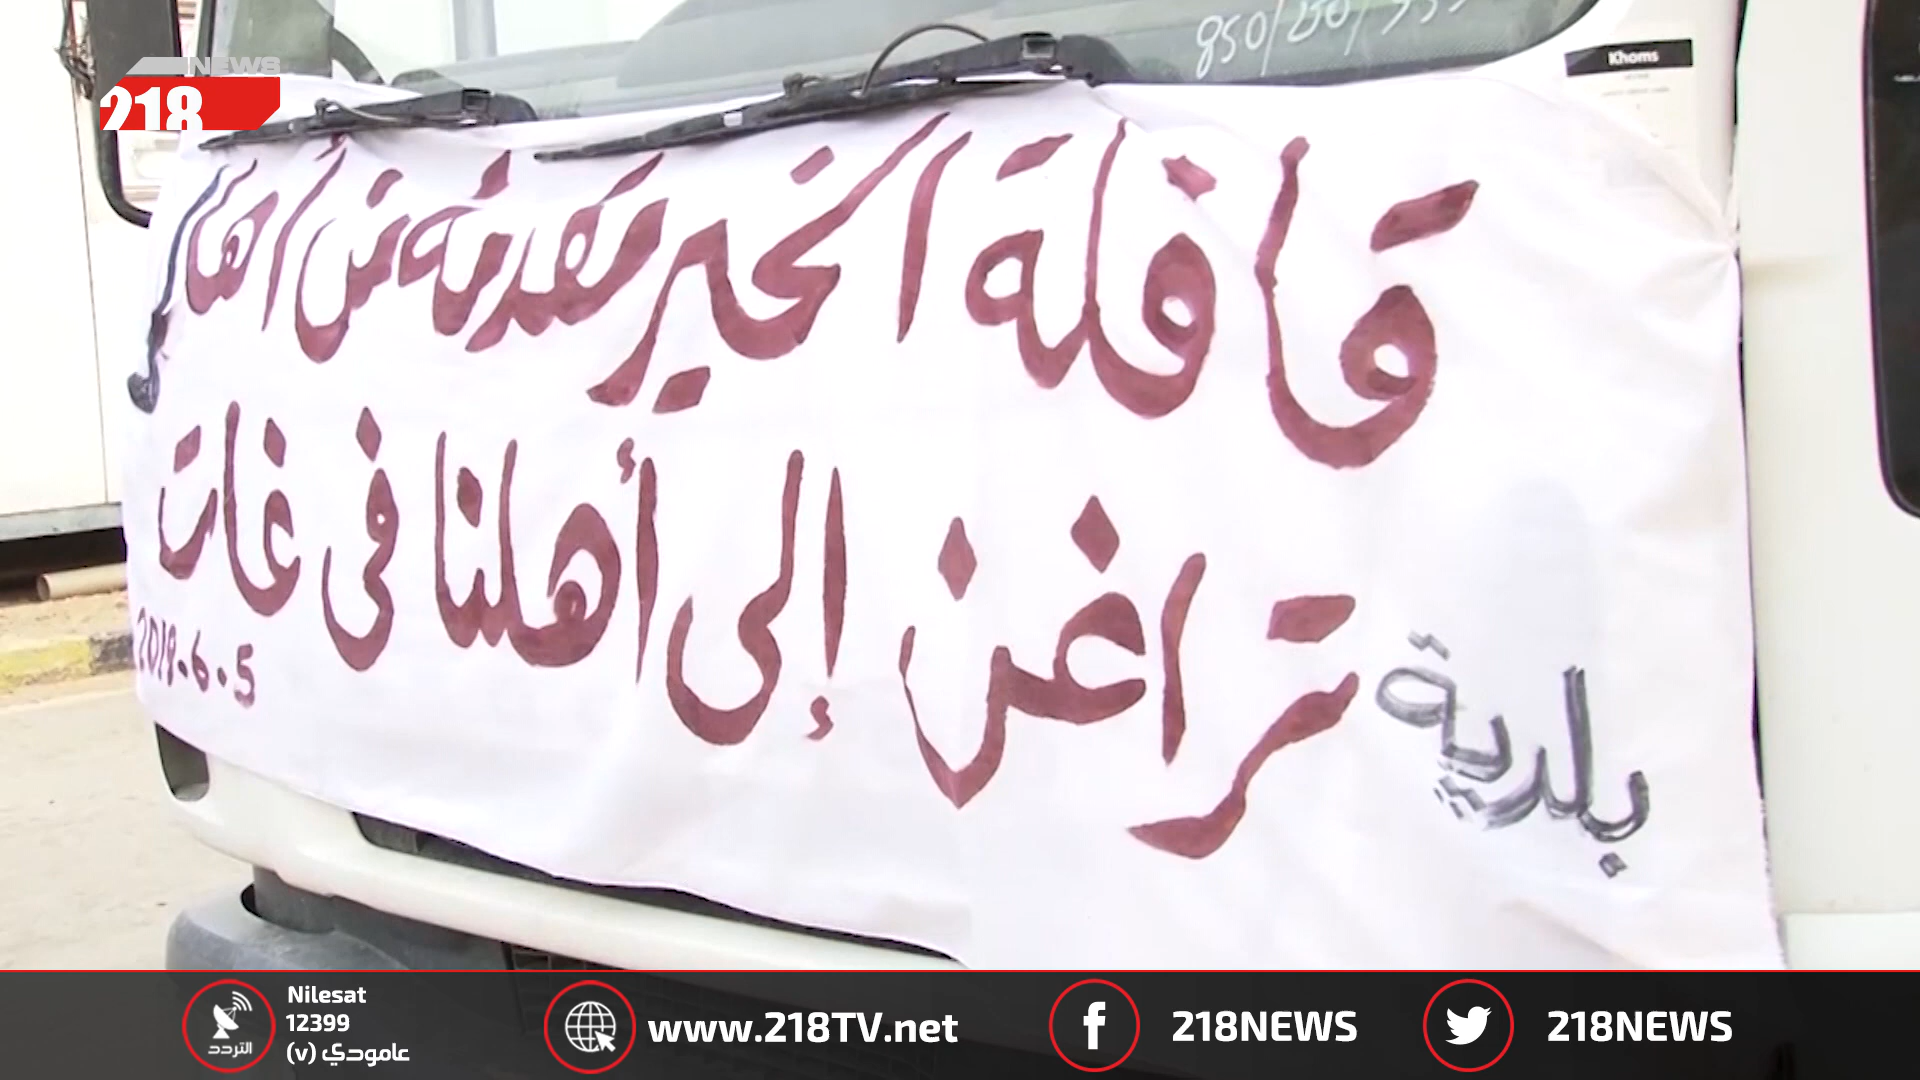 850/
Khoms
NEWS
218
قافلة الخير مقدمة من أهالي
بلدية تراغن إلى أهلنا في غات
2019.6.5
Nilesat
12399
عامودي (v)
التردد
www.218TV.net
218NEWS
218NEWS